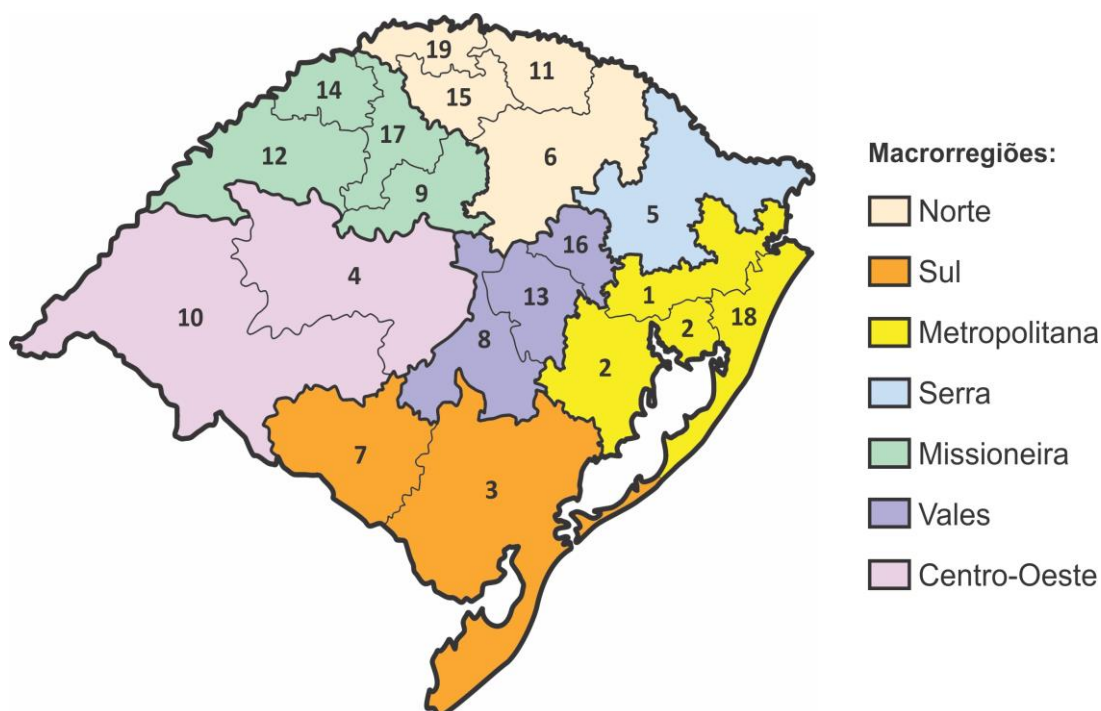 19
11
14
15
17
12
6
9
5
16
4
13
1
10
18
2
8
2
7
3
Macrorregiões:
Norte
Sul
Metropolitana
Serra
Missioneira
Vales
Centro-Oeste